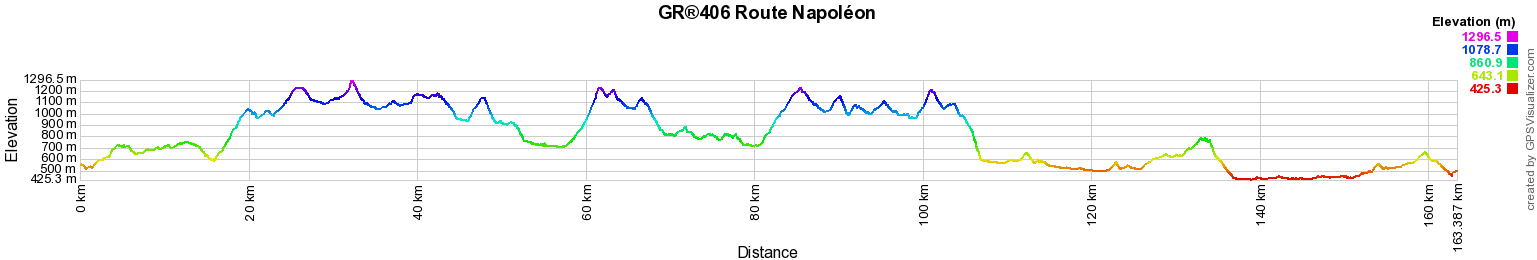 GR®406 Route Napoléon
Elevation (m)
1296.5
1078.7
860.9
643.1
425.3
1296.5 m
1200 m
1100 m
1000 m
900 m
800 m
700 m
600 m
500 m
425.3 m
Elevation
0 km
20 km
40 km
60 km
80 km
100 km
120 km
140 km
160 km
163.387 km
Distance
created by GPSVisualizer.com